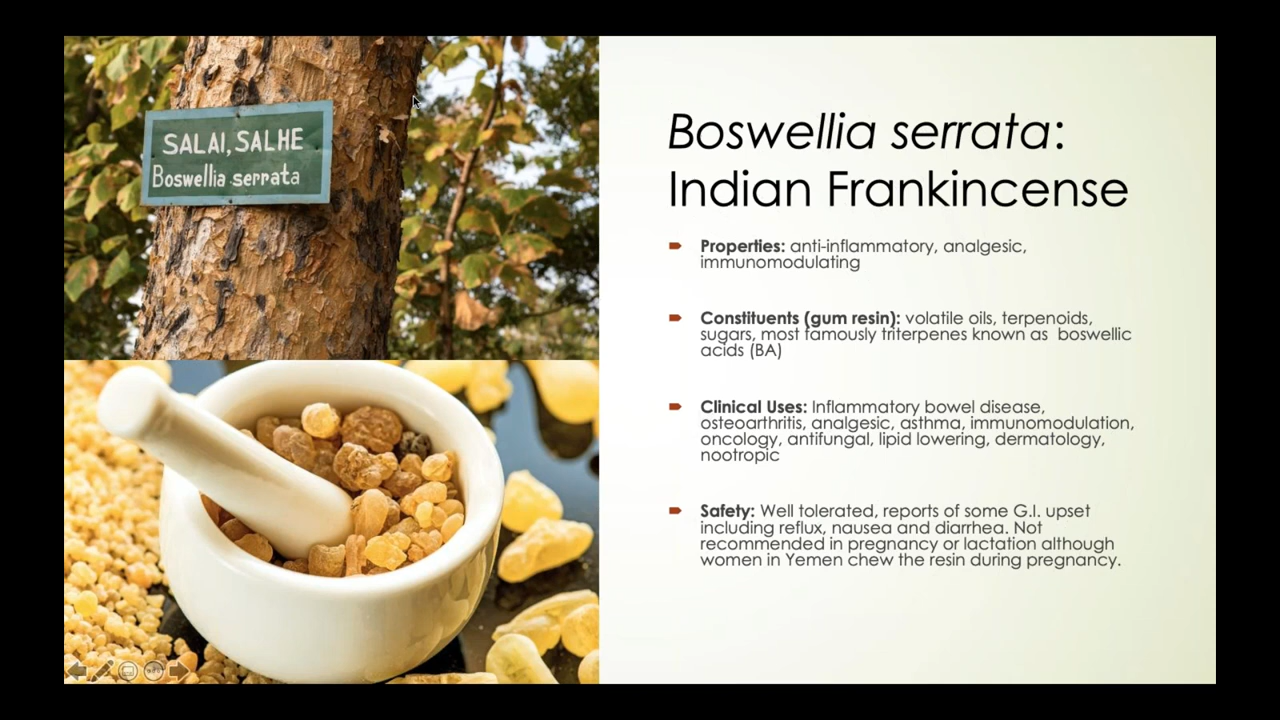 SALAI, SALHE
Boswellia serrata
Boswellia serrata:
Indian Frankincense
Properties: anti-inflammatory, analgesic,
immunomodulating
Constituents (gum resin): volatile oils, terpenoids,
sugars, most famously triterpenes known as  boswellic
acids (BA)
Clinical Uses: Inflammatory bowel disease,
osteoarthritis, analgesic, asthma, immunomodulation,
oncology, antifungal, lipid lowering, dermatology,
nootropic
Safety: Well tolerated, reports of some G.I. upset
including reflux, nausea and diarrhea. Not
recommended in pregnancy or lactation although
women in Yemen chew the resin during pregnancy.